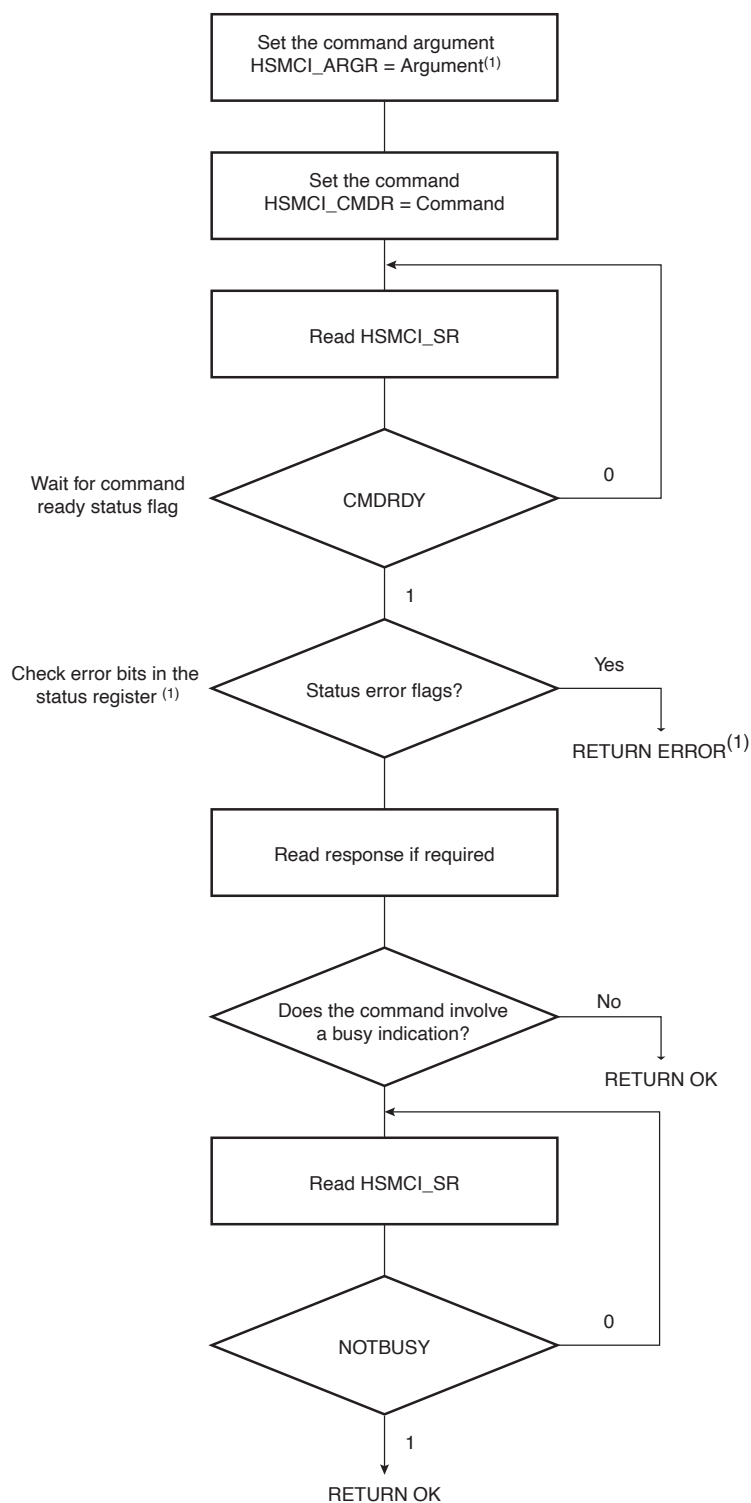 Set the command argument
HSMCI_ARGR = Argument(1)
Set the command
HSMCI_CMDR = Command
Read HSMCI_SR
Wait for command
ready status flag
CMDRDY
0
1
Check error bits in the
status register (1)
Status error flags?
Yes
RETURN ERROR(1)
Read response if required
Does the command involve
a busy indication?
No
RETURN OK
Read HSMCI_SR
NOTBUSY
0
1
RETURN OK